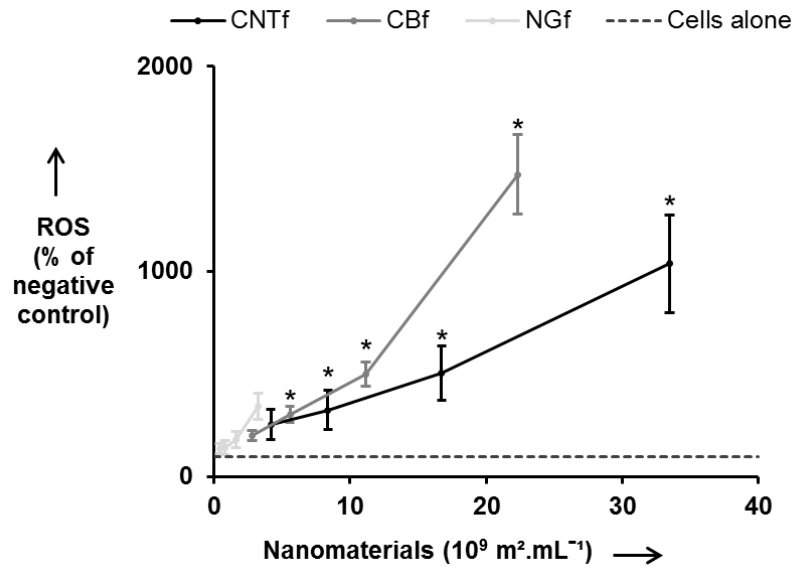 CNTf CBf NGf Cells alone
2000
1000
0
ROS
(% of
negative
control)
* * * * * *
0 10 20 30 40
Nanomaterials (10⁹ m².mL⁻¹)